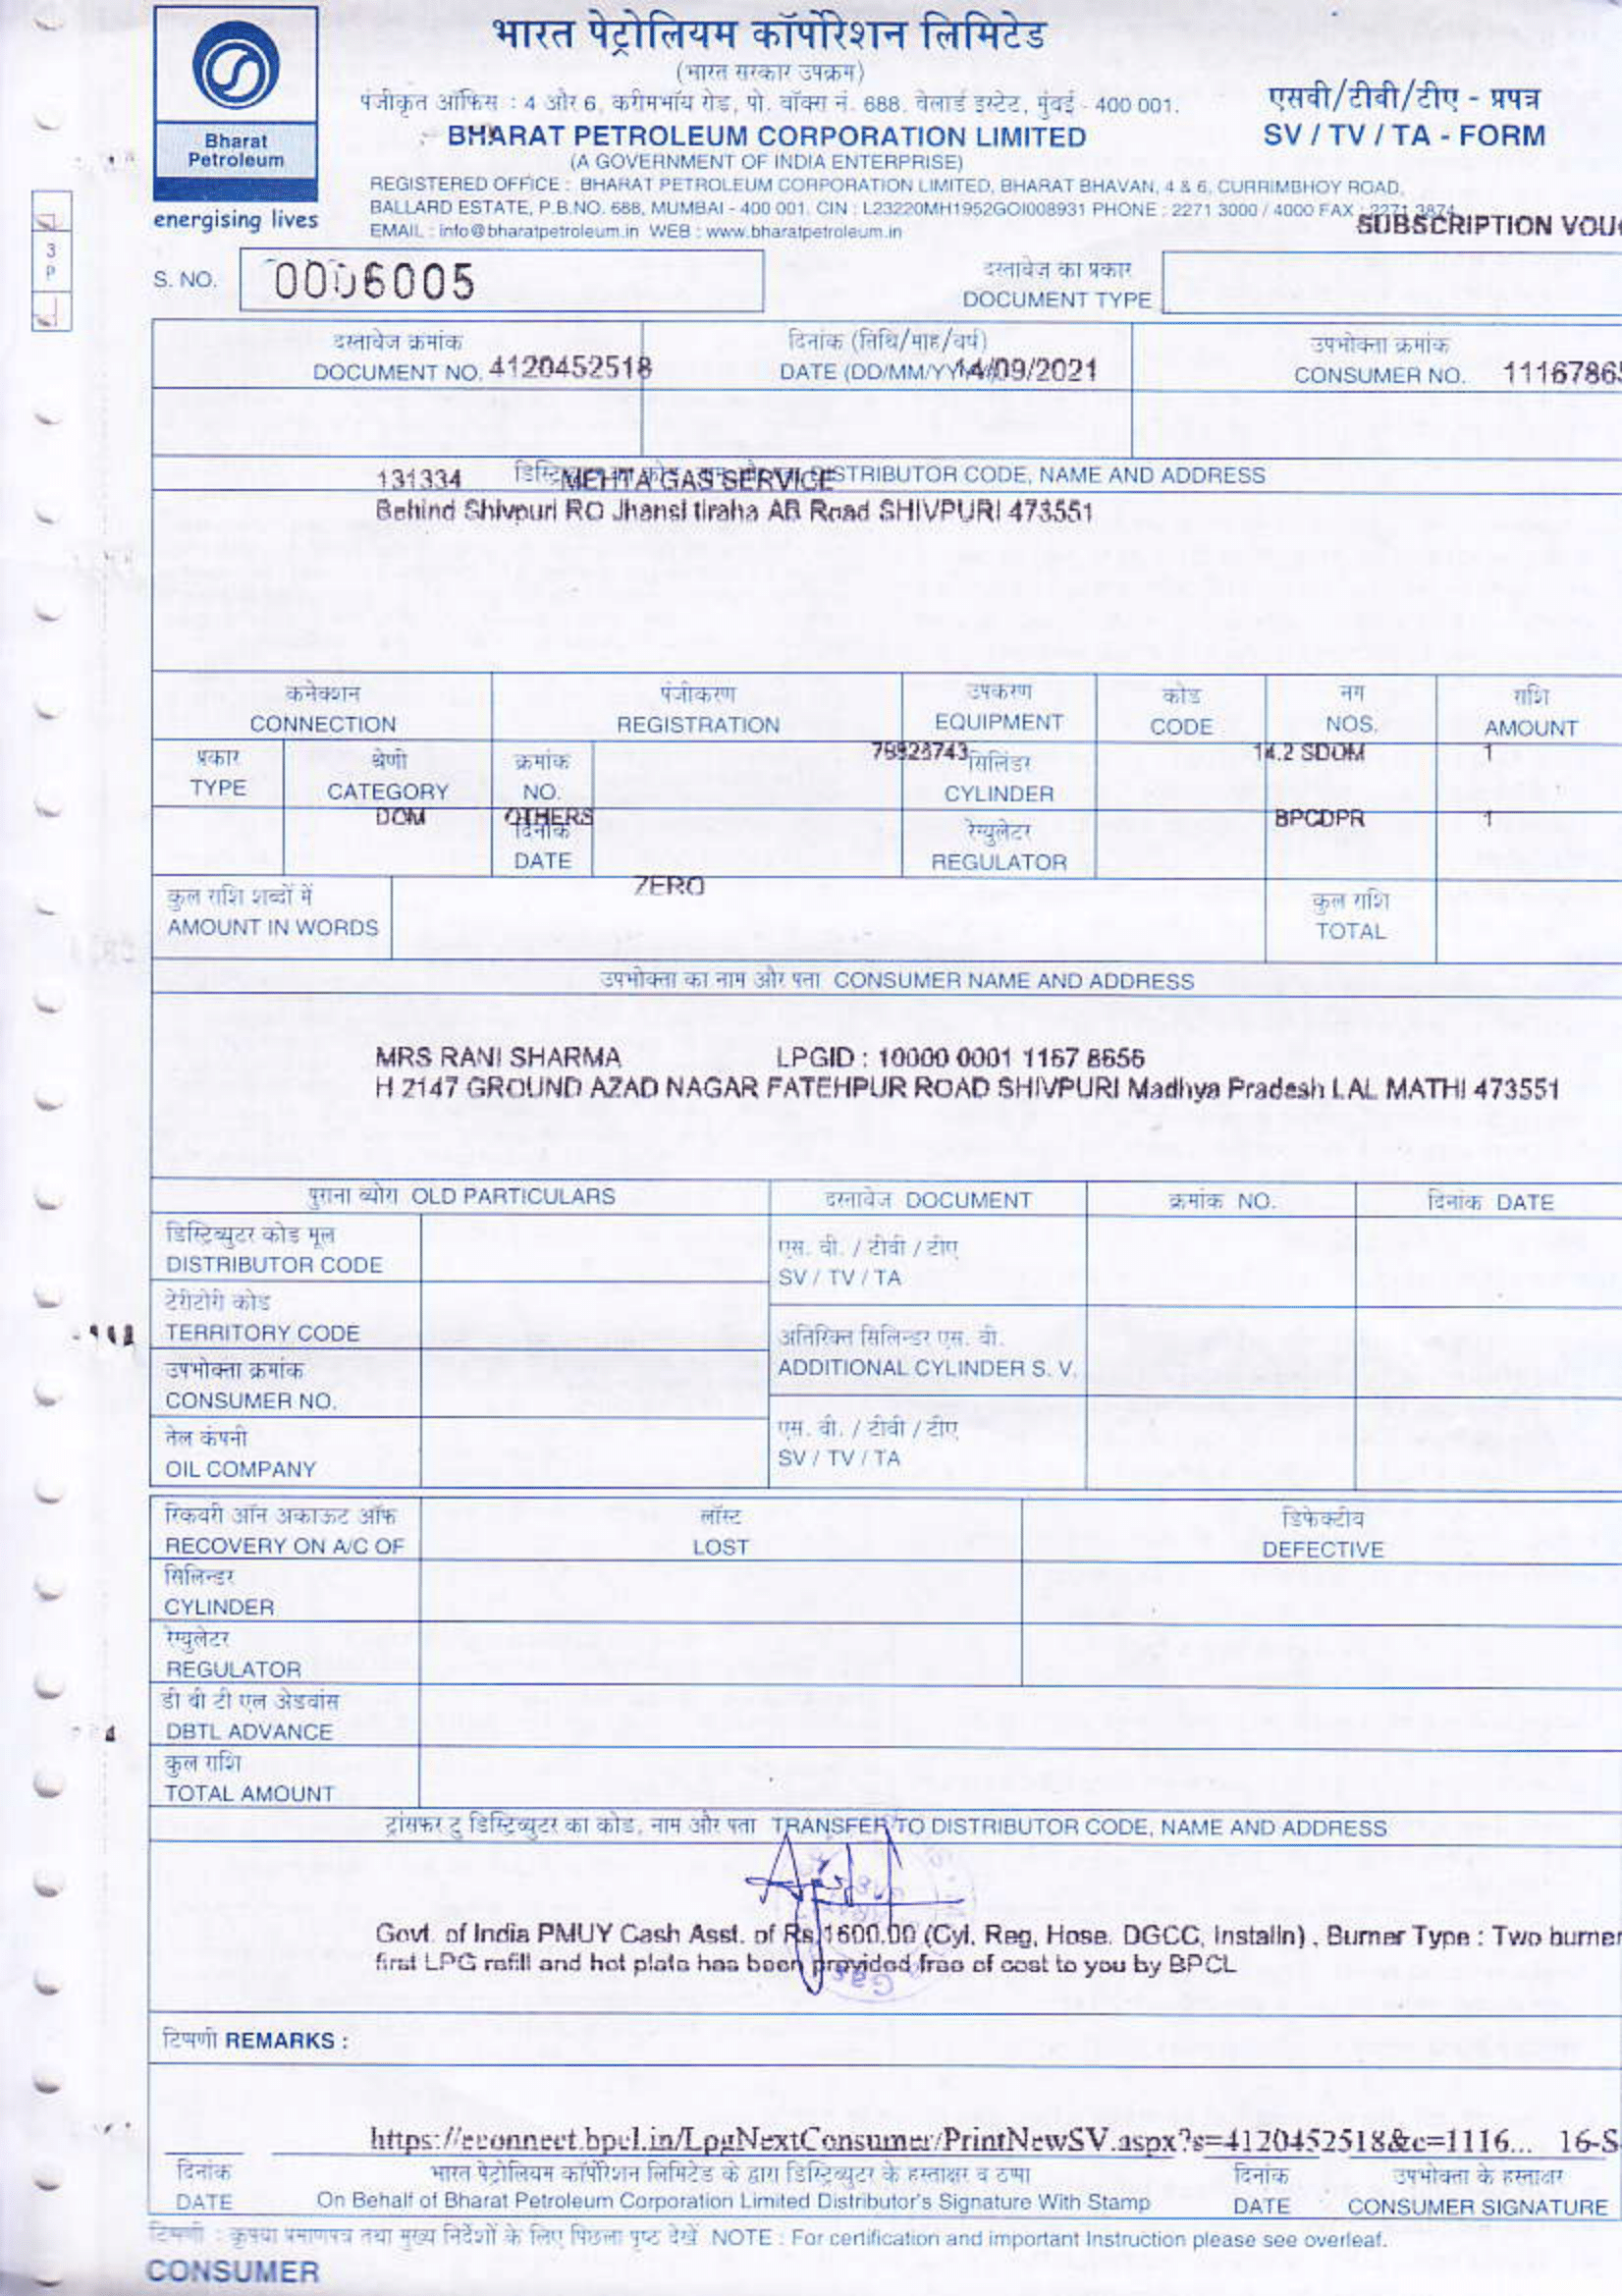 भारत पेट्रोलियम कॉर्पोरेशन लिमिटेड
(भारत सरकार उपक्रम)
पंजीकृत ऑफिस : 4 और 6, करीमभॉय रोड, पो. बॉक्स नं. 688, बेलार्ड इस्टेट, मुंबई - 400 001.
एसवी/टीवी/टीए - प्रपत्र
Bharat
Petroleum
energising lives
BHARAT PETROLEUM CORPORATION LIMITED
SV / TV / TA - FORM
(A GOVERNMENT OF INDIA ENTERPRISE)
REGISTERED OFFICE : BHARAT PETROLEUM CORPORATION LIMITED, BHARAT BHAVAN, 4 & 6, CURRIMBHOY ROAD,
BALLARD ESTATE, P.B.NO. 688, MUMBAI - 400 001. CIN : L23220MH1952GOI008931 PHONE : 2271 3000 / 4000 FAX : 2271 3874
EMAIL : info@bharatpetroleum.in WEB : www.bharatpetroleum.in
SUBSCRIPTION VOU
3
P
S. NO. 0006005
दस्तावेज का प्रकार
DOCUMENT TYPE
दस्तावेज क्रमांक
DOCUMENT NO. 4120452518
दिनांक (तिथि/माह/वर्ष)
DATE (DD/MM/YY 14/09/2021
उपभोक्ता क्रमांक
CONSUMER NO. 11167865
131334 MEHTA GAS SERVICE DISTRIBUTOR CODE, NAME AND ADDRESS
Behind Shivpuri RO Jhansi tiraha AB Road SHIVPURI 473551
कनेक्शन
CONNECTION
पंजीकरण
REGISTRATION
उपकरण
EQUIPMENT
कोड
CODE
नग
NOS.
राशि
AMOUNT
प्रकार
TYPE
श्रेणी
CATEGORY
क्रमांक
NO.
78923743
सिलिंडर
CYLINDER
14.2 SDOM 1
DOM OTHERS
दिनांक
DATE
रेग्युलेटर
REGULATOR
BPCDPR 1
कुल राशि शब्दों में
AMOUNT IN WORDS
ZERO
कुल राशि
TOTAL
उपभोक्ता का नाम और पता CONSUMER NAME AND ADDRESS
MRS RANI SHARMA LPGID : 10000 0001 1167 8656
H 2147 GROUND AZAD NAGAR FATEHPUR ROAD SHIVPURI Madhya Pradesh LAL MATHI 473551
पुराना ब्योरा OLD PARTICULARS
दस्तावेज DOCUMENT
क्रमांक NO.
दिनांक DATE
डिस्ट्रिब्युटर कोड मूल
DISTRIBUTOR CODE
एस. वी. / टीवी / टीए
SV / TV / TA
टेरीटोरी कोड
TERRITORY CODE
अतिरिक्त सिलिन्डर एस. वी.
ADDITIONAL CYLINDER S. V.
उपभोक्ता क्रमांक
CONSUMER NO.
एस. वी. / टीवी / टीए
SV / TV / TA
तेल कंपनी
OIL COMPANY
रिकवरी ऑन अकाऊट ऑफ
RECOVERY ON A/C OF
लॉस्ट
LOST
डिफेक्टीव
DEFECTIVE
सिलिन्डर
CYLINDER
रेग्युलेटर
REGULATOR
डी बी टी एल अ‍ेडवांस
DBTL ADVANCE
कुल राशि
TOTAL AMOUNT
ट्रांसफर टु डिस्ट्रिब्युटर का कोड, नाम और पता TRANSFER TO DISTRIBUTOR CODE, NAME AND ADDRESS
Govt. of India PMUY Cash Asst. of Rs 1600.00 (Cyl, Reg, Hose, DGCC, Installn) , Burner Type : Two burner
first LPG refill and hot plate has been provided free of cost to you by BPCL
Gas
टिप्पणी REMARKS :
https://econnect.bpcl.in/LpgNextConsumer/PrintNewSV.aspx?s=4120452518&c=1116... 16-S
दिनांक
DATE
भारत पेट्रोलियम कॉर्पोरेशन लिमिटेड के द्वारा डिस्ट्रिब्युटर के हस्ताक्षर व ठप्पा
On Behalf of Bharat Petroleum Corporation Limited Distributor's Signature With Stamp
दिनांक
DATE
उपभोक्ता के हस्ताक्षर
CONSUMER SIGNATURE
टिप्पणी : कृपया प्रमाणपत्र तथा मुख्य निर्देशों के लिए पिछला पृष्ठ देखें NOTE : For certification and important Instruction please see overleaf.
CONSUMER